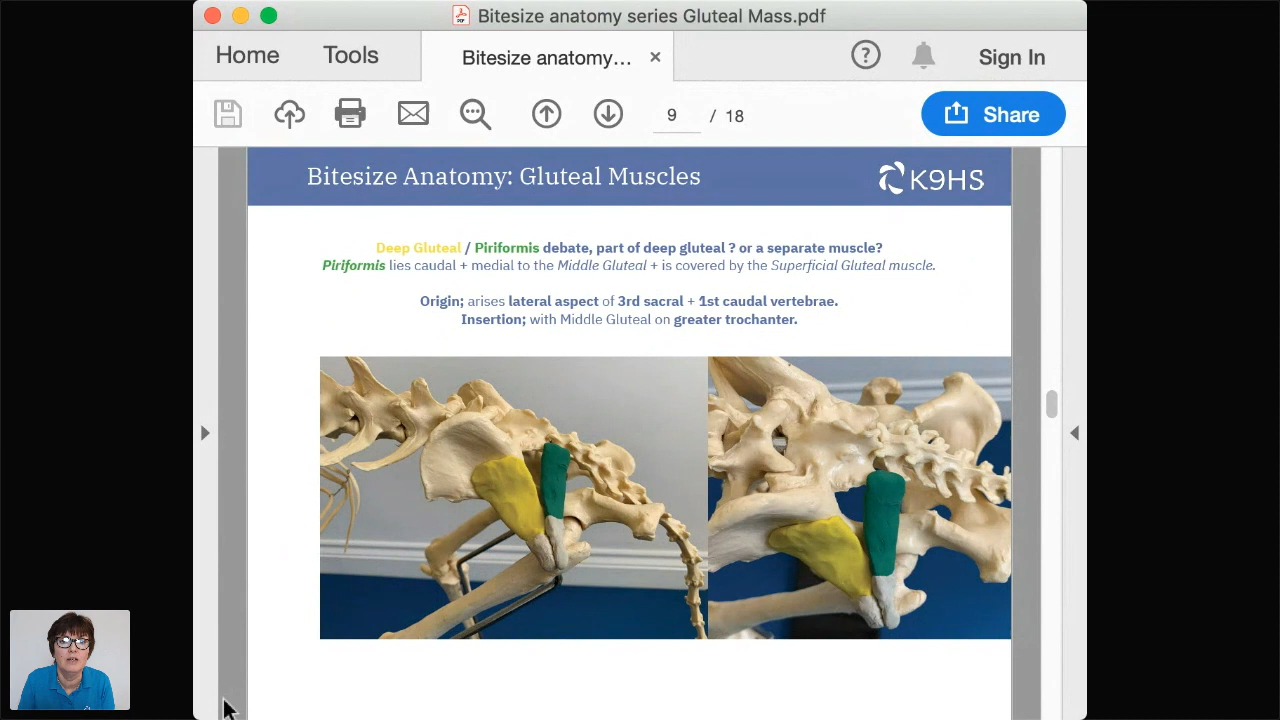 Bitesize anatomy series Gluteal Mass.pdf
Home Tools Bitesize anatomy... × ? Sign In
9 / 18 Share
Bitesize Anatomy: Gluteal Muscles K9HS
Deep Gluteal / Piriformis debate, part of deep gluteal ? or a separate muscle?
Piriformis lies caudal + medial to the Middle Gluteal + is covered by the Superficial Gluteal muscle.
Origin; arises lateral aspect of 3rd sacral + 1st caudal vertebrae.
Insertion; with Middle Gluteal on greater trochanter.